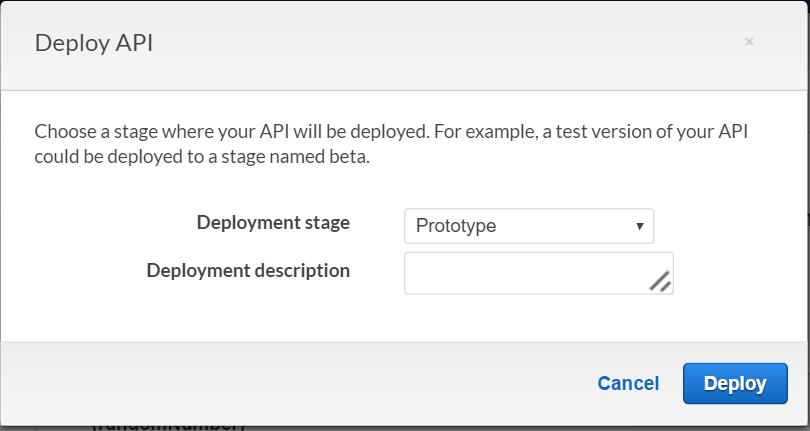 Deploy API
×
Choose a stage where your API will be deployed. For example, a test version of your API
could be deployed to a stage named beta.
Deployment stage Prototype
Deployment description
Cancel Deploy
{randomNumber}